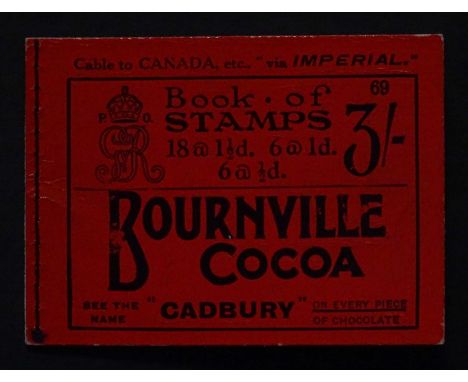 Cable to CANADA, etc., "via IMPERIAL."
69
P. O.
GR
Book · of
STAMPS
3/-
18@1½d. 6@1d.
6@½d.
BOURNVILLE
COCOA
SEE THE NAME "CADBURY" ON EVERY PIECE OF CHOCOLATE